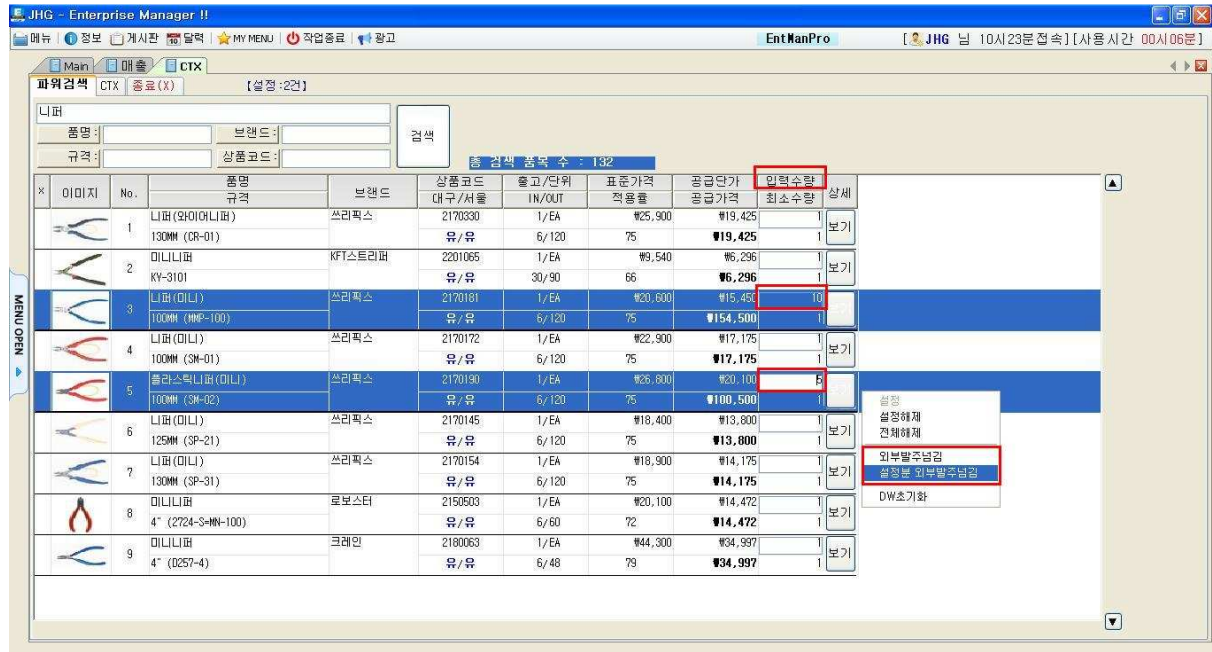 JHG - Enterprise Manager !!
메뉴 정보 게시판 달력 MY MENU 작업종료 광고 EntManPro [JHG 님 10시23분접속][사용시간 00시06분]
Main 매출 CTX
파워검색 CTX 종료(X) [설정:2건]
니퍼
품명: 브랜드: 검색
규격: 상품코드:
총 검색 품목 수 : 132
x 이미지 No. 품명 브랜드 상품코드 출고/단위 표준가격 공급단가 입력수량 상세
규격 대구/서울 IN/OUT 적용률 공급가격 최소수량
1 니퍼(와이어니퍼) 쓰리픽스 2170330 1/EA ₩25,900 ₩19,425 1 보기
130MM (CR-01) 유/유 6/120 75 ₩19,425 1
2 미니니퍼 KFT스트리퍼 2201065 1/EA ₩9,540 ₩6,296 1 보기
KY-3101 유/유 30/90 66 ₩6,296 1
3 니퍼(미니) 쓰리픽스 2170181 1/EA ₩20,600 ₩15,450 10
100MM (MMP-100) 유/유 6/120 75 ₩154,500 1
4 니퍼(미니) 쓰리픽스 2170172 1/EA ₩22,900 ₩17,175 1 보기
100MM (SM-01) 유/유 6/120 75 ₩17,175 1
5 플라스틱니퍼(미니) 쓰리픽스 2170190 1/EA ₩26,800 ₩20,100 5
100MM (SM-02) 유/유 6/120 75 ₩100,500 1
6 니퍼(미니) 쓰리픽스 2170145 1/EA ₩18,400 ₩13,800 1 보기
125MM (SP-21) 유/유 6/120 75 ₩13,800 1
7 니퍼(미니) 쓰리픽스 2170154 1/EA ₩18,900 ₩14,175 1 보기
130MM (SP-31) 유/유 6/120 75 ₩14,175 1
8 미니니퍼 로보스터 2150503 1/EA ₩20,100 ₩14,472 1 보기
4" (2724-S=MN-100) 유/유 6/60 72 ₩14,472 1
9 미니니퍼 크레인 2180063 1/EA ₩44,300 ₩34,997 1 보기
4" (D257-4) 유/유 6/48 79 ₩34,997 1
설정
설정해제
전체해제
외부발주넘김
설정분 외부발주넘김
DW초기화
MENU OPEN